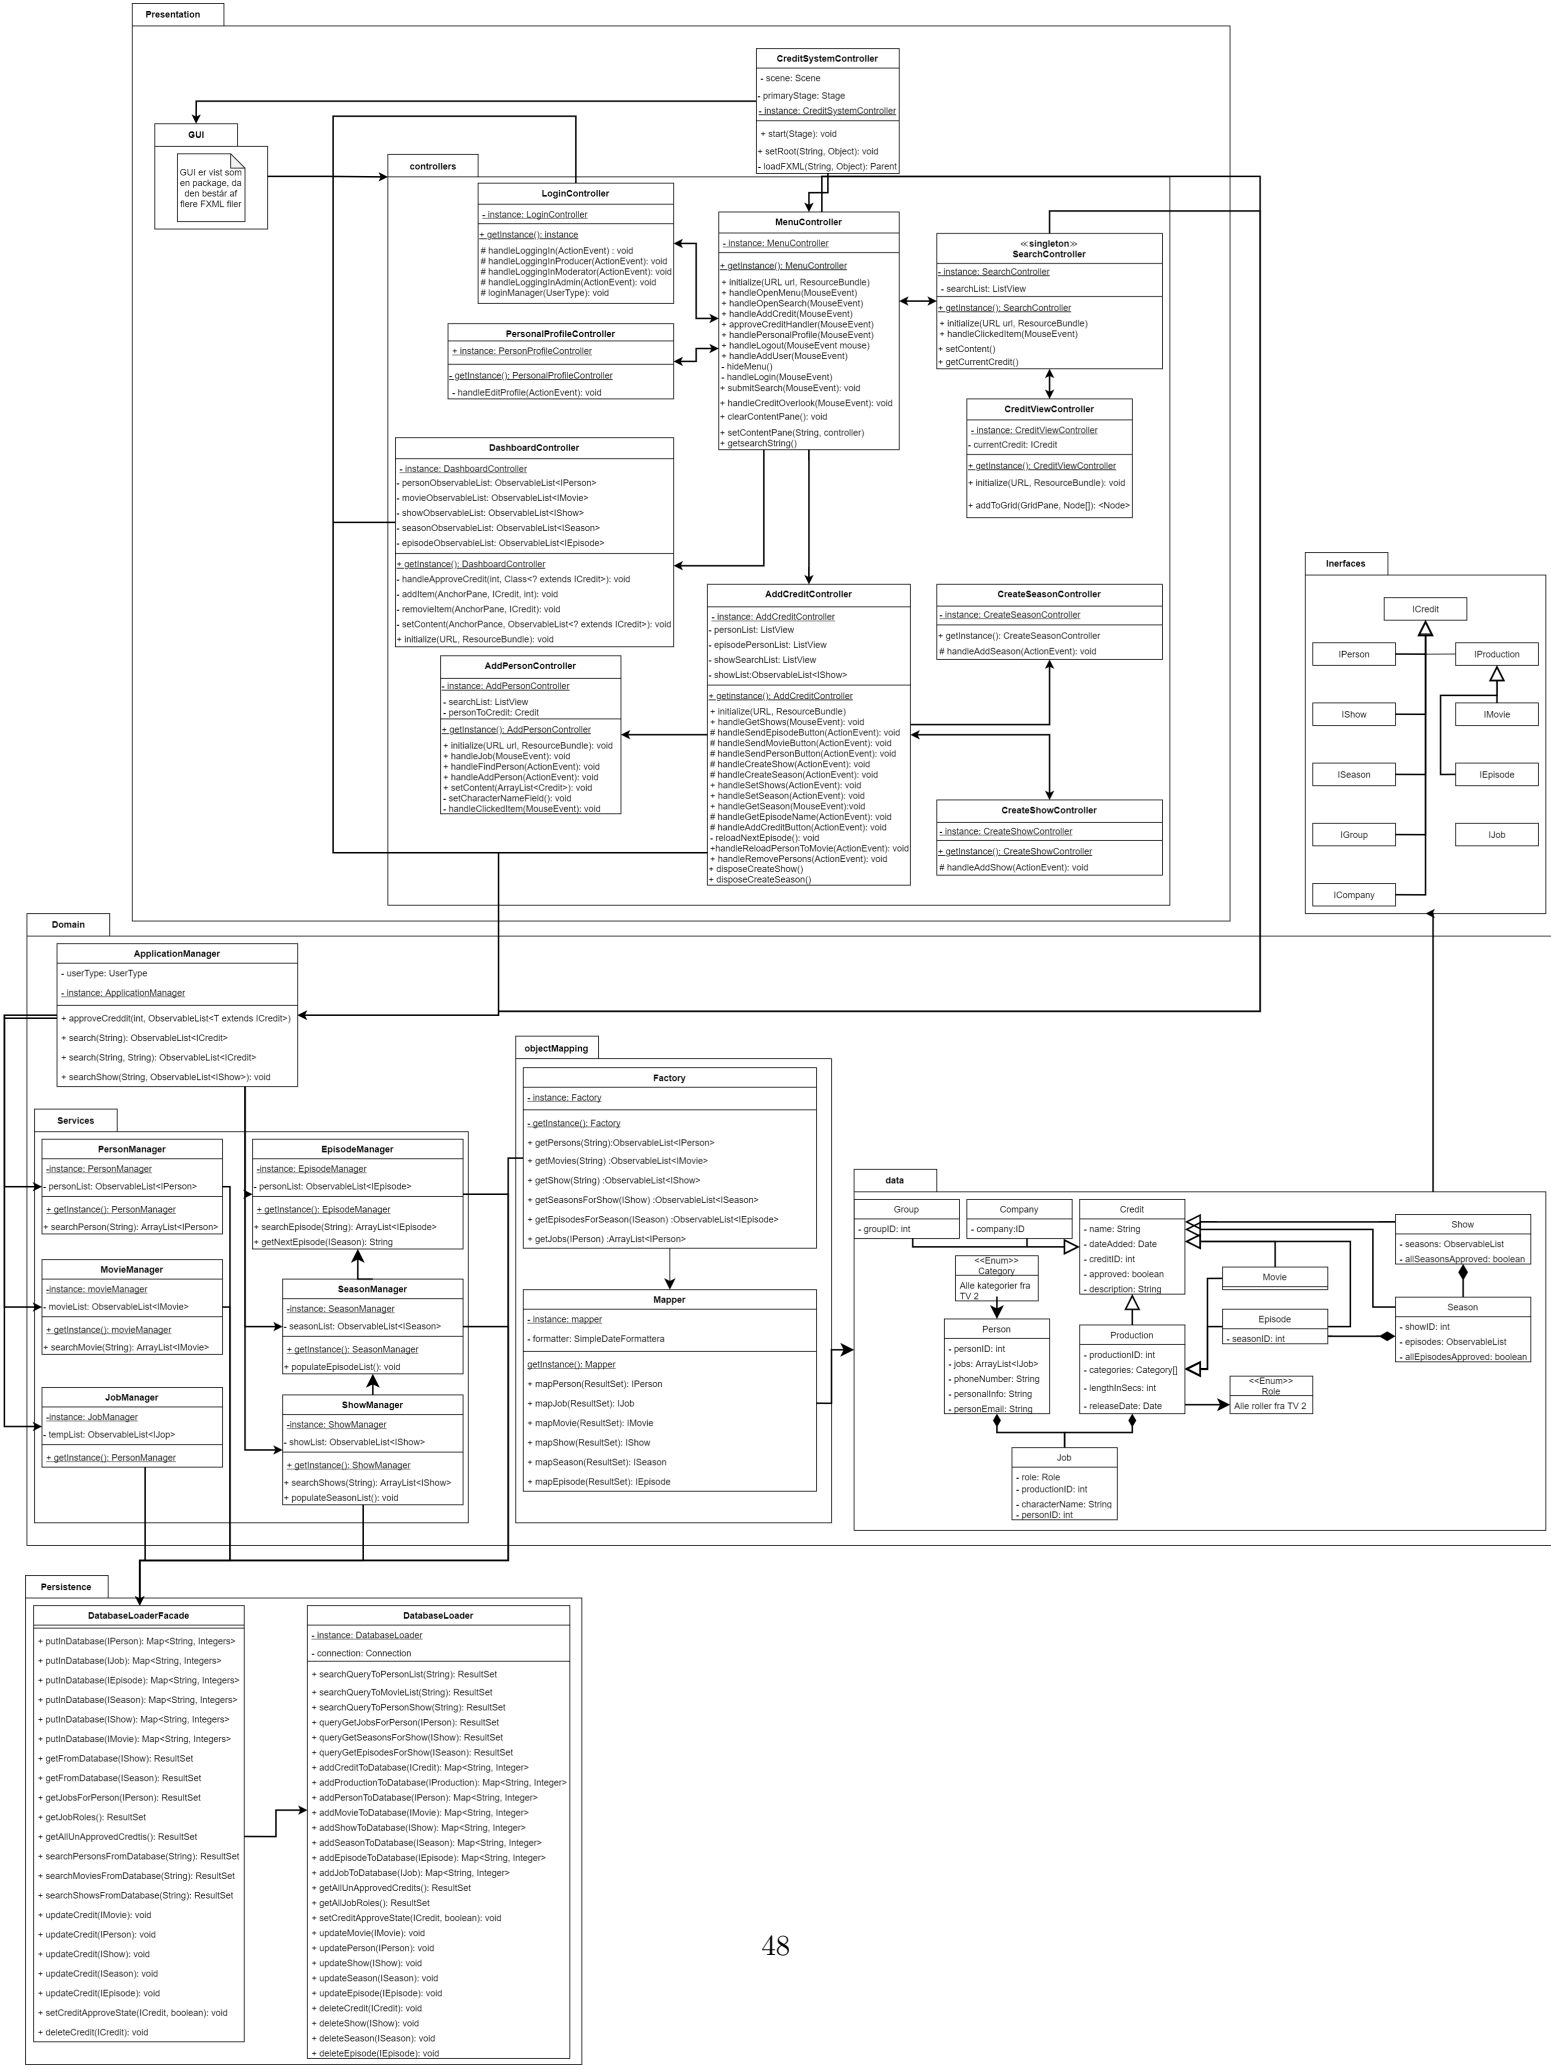 Presentation
CreditSystemController
- scene: Scene
- primaryStage: Stage
- instance: CreditSystemController
+ start(Stage): void
+ setRoot(String, Object): void
- loadFXML(String, Object): Parent
GUI
GUI er vist som
en package, da
den består af
flere FXML filer
controllers
LoginController
- instance: LoginController
+ getInstance(): instance
# handleLoggingIn(ActionEvent) : void
# handleLoggingInProducer(ActionEvent): void
# handleLoggingInModerator(ActionEvent): void
# handleLoggingInAdmin(ActionEvent): void
# loginManager(UserType): void
MenuController
- instance: MenuController
+ getInstance(): MenuController
+ initialize(URL url, ResourceBundle)
+ handleOpenMenu(MouseEvent)
+ handleOpenSearch(MouseEvent)
+ handleAddCredit(MouseEvent)
+ approveCreditHandler(MouseEvent)
+ handlePersonalProfile(MouseEvent)
+ handleLogout(MouseEvent mouse)
+ handleAddUser(MouseEvent)
- hideMenu()
- handleLogin(MouseEvent)
+ submitSearch(MouseEvent): void
+ handleCreditOverlook(MouseEvent): void
+ clearContentPane(): void
+ setContentPane(String, controller)
+ getsearchString()
≪singleton≫
SearchController
- instance: SearchController
- searchList: ListView
+ getInstance(): SearchController
+ initialize(URL url, ResourceBundle)
+ handleClickedItem(MouseEvent)
+ setContent()
+ getCurrentCredit()
PersonalProfileController
+ instance: PersonProfileController
- getInstance(): PersonalProfileController
- handleEditProfile(ActionEvent): void
CreditViewController
- instance: CreditViewController
- currentCredit: ICredit
+ getInstance(): CreditViewController
+ initialize(URL, ResourceBundle): void
+ addToGrid(GridPane, Node[]): <Node>
DashboardController
- instance: DashboardController
- personObservableList: ObservableList<IPerson>
- movieObservableList: ObservableList<IMovie>
- showObservableList: ObservableList<IShow>
- seasonObservableList: ObservableList<ISeason>
- episodeObservableList: ObservableList<IEpisode>
+ getInstance(): DashboardController
- handleApproveCredit(int, Class<? extends ICredit>): void
- addItem(AnchorPane, ICredit, int): void
- removieItem(AnchorPane, ICredit): void
- setContent(AnchorPance, ObservableList<? extends ICredit>): void
+ initialize(URL, ResourceBundle): void
AddCreditController
- instance: AddCreditController
- personList: ListView
- episodePersonList: ListView
- showSearchList: ListView
- showList:ObservableList<IShow>
+ getinstance(): AddCreditController
+ initialize(URL, ResourceBundle)
+ handleGetShows(MouseEvent): void
# handleSendEpisodeButton(ActionEvent): void
# handleSendMovieButton(ActionEvent): void
# handleSendPersonButton(ActionEvent): void
# handleCreateShow(ActionEvent): void
# handleCreateSeason(ActionEvent): void
+ handleSetShows(ActionEvent): void
+ handleSetSeason(ActionEvent): void
+ handleGetSeason(MouseEvent):void
# handleGetEpisodeName(ActionEvent): void
# handleAddCreditButton(ActionEvent): void
- reloadNextEpisode(): void
+handleReloadPersonToMovie(ActionEvent): void
+ handleRemovePersons(ActionEvent): void
+ disposeCreateShow()
+ disposeCreateSeason()
CreateSeasonController
- instance: CreateSeasonController
+ getInstance(): CreateSeasonController
# handleAddSeason(ActionEvent): void
AddPersonController
- instance: AddPersonController
- searchList: ListView
- personToCredit: Credit
+ getInstance(): AddPersonController
+ initialize(URL url, ResourceBundle): void
+ handleJob(MouseEvent): void
+ handleFindPerson(ActionEvent): void
+ handleAddPerson(ActionEvent): void
+ setContent(ArrayList<Credit): void
- setCharacterNameField(): void
- handleClickedItem(MouseEvent): void
CreateShowController
- instance: CreateShowController
+ getInstance(): CreateShowController
# handleAddShow(ActionEvent): void
Inerfaces
ICredit
IPerson
IProduction
IShow
IMovie
ISeason
IEpisode
IGroup
IJob
ICompany
Domain
ApplicationManager
- userType: UserType
- instance: ApplicationManager
+ approveCreddit(int, ObservableList<T extends ICredit>)
+ search(String): ObservableList<ICredit>
+ search(String, String): ObservableList<ICredit>
+ searchShow(String, ObservableList<IShow>): void
Services
PersonManager
-instance: PersonManager
- personList: ObservableList<IPerson>
+ getInstance(): PersonManager
+ searchPerson(String): ArrayList<IPerson>
EpisodeManager
-instance: EpisodeManager
- personList: ObservableList<IEpisode>
+ getInstance(): EpisodeManager
+ searchEpisode(String): ArrayList<IEpisode>
+ getNextEpisode(ISeason): String
MovieManager
-instance: movieManager
- movieList: ObservableList<IMovie>
+ getInstance(): movieManager
+ searchMovie(String): ArrayList<IMovie>
SeasonManager
-instance: SeasonManager
- seasonList: ObservableList<ISeason>
+ getInstance(): SeasonManager
+ populateEpisodeList(): void
JobManager
-instance: JobManager
- tempList: ObservableList<IJop>
+ getInstance(): PersonManager
ShowManager
-instance: ShowManager
- showList: ObservableList<IShow>
+ getInstance(): ShowManager
+ searchShows(String): ArrayList<IShow>
+ populateSeasonList(): void
objectMapping
Factory
- instance: Factory
- getInstance(): Factory
+ getPersons(String):ObservableList<IPerson>
+ getMovies(String) :ObservableList<IMovie>
+ getShow(String) :ObservableList<IShow>
+ getSeasonsForShow(IShow) :ObservableList<ISeason>
+ getEpisodesForSeason(ISeason) :ObservableList<IEpisode>
+ getJobs(IPerson) :ArrayList<IPerson>
Mapper
- instance: mapper
- formatter: SimpleDateFormattera
getInstance(): Mapper
+ mapPerson(ResultSet): IPerson
+ mapJob(ResultSet): IJob
+ mapMovie(ResultSet): IMovie
+ mapShow(ResultSet): IShow
+ mapSeason(ResultSet): ISeason
+ mapEpisode(ResultSet): IEpisode
data
Group
- groupID: int
Company
- company:ID
Credit
- name: String
- dateAdded: Date
- creditID: int
- approved: boolean
- description: String
Show
- seasons: ObservableList
- allSeasonsApproved: boolean
<<Enum>>
Category
Alle kategorier fra
TV 2
Movie
Episode
- seasonID: int
Season
- showID: int
- episodes: ObservableList
- allEpisodesApproved: boolean
Person
- personID: int
- jobs: ArrayList<IJob>
- phoneNumber: String
- personalInfo: String
- personEmail: String
Production
- productionID: int
- categories: Category[]
- lengthInSecs: int
- releaseDate: Date
<<Enum>>
Role
Alle roller fra TV 2
Job
- role: Role
- productionID: int
- characterName: String
- personID: int
Persistence
DatabaseLoaderFacade
+ putInDatabase(IPerson): Map<String, Integers>
+ putInDatabase(IJob): Map<String, Integers>
+ putInDatabase(IEpisode): Map<String, Integers>
+ putInDatabase(ISeason): Map<String, Integers>
+ putInDatabase(IShow): Map<String, Integers>
+ putInDatabase(IMovie): Map<String, Integers>
+ getFromDatabase(IShow): ResultSet
+ getFromDatabase(ISeason): ResultSet
+ getJobsForPerson(IPerson): ResultSet
+ getJobRoles(): ResultSet
+ getAllUnApprovedCredtis(): ResultSet
+ searchPersonsFromDatabase(String): ResultSet
+ searchMoviesFromDatabase(String): ResultSet
+ searchShowsFromDatabase(String): ResultSet
+ updateCredit(IMovie): void
+ updateCredit(IPerson): void
+ updateCredit(IShow): void
+ updateCredit(ISeason): void
+ updateCredit(IEpisode): void
+ setCreditApproveState(ICredit, boolean): void
+ deleteCredit(ICredit): void
DatabaseLoader
- instance: DatabaseLoader
- connection: Connection
+ searchQueryToPersonList(String): ResultSet
+ searchQueryToMovieList(String): ResultSet
+ searchQueryToPersonShow(String): ResultSet
+ queryGetJobsForPerson(IPerson): ResultSet
+ queryGetSeasonsForShow(IShow): ResultSet
+ queryGetEpisodesForShow(ISeason): ResultSet
+ addCreditToDatabase(ICredit): Map<String, Integer>
+ addProductionToDatabase(IProduction): Map<String, Integer>
+ addPersonToDatabase(IPerson): Map<String, Integer>
+ addMovieToDatabase(IMovie): Map<String, Integer>
+ addShowToDatabase(IShow): Map<String, Integer>
+ addSeasonToDatabase(ISeason): Map<String, Integer>
+ addEpisodeToDatabase(IEpisode): Map<String, Integer>
+ addJobToDatabase(IJob): Map<String, Integer>
+ getAllUnApprovedCredits(): ResultSet
+ getAllJobRoles(): ResultSet
+ setCreditApproveState(ICredit, boolean): void
+ updateMovie(IMovie): void
+ updatePerson(IPerson): void
+ updateShow(IShow): void
+ updateSeason(ISeason): void
+ updateEpisode(IEpisode): void
+ deleteCredit(ICredit): void
+ deleteShow(IShow): void
+ deleteSeason(ISeason): void
+ deleteEpisode(IEpisode): void
48